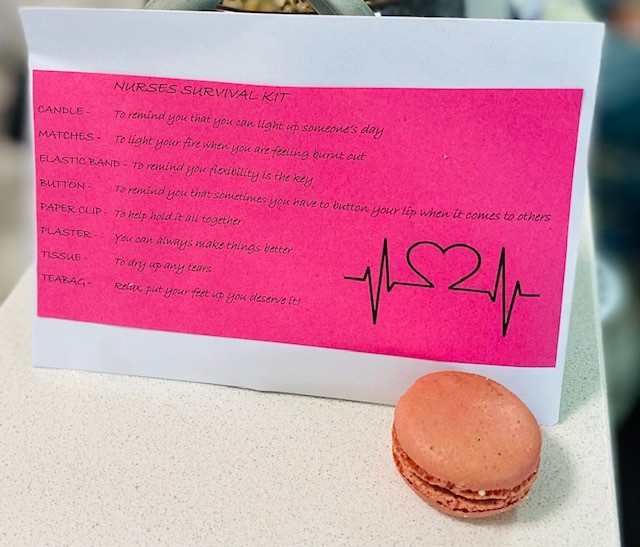 NURSES SURVIVAL KIT
CANDLE - To remind you that you can light up someone's day
MATCHES - To light your fire when you are feeling burnt out
ELASTIC BAND - To remind you flexibility is the key
BUTTON - To remind you that sometimes you have to button your lip when it comes to others
PAPER CLIP - To help hold it all together
PLASTER - You can always make things better
TISSUE - To dry up any tears
TEABAG - Relax, put your feet up you deserve it!